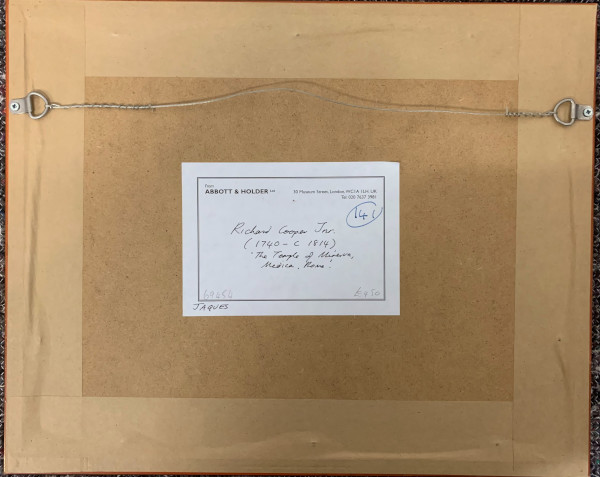 From
ABBOTT & HOLDER Ltd
30 Museum Street, London, WC1A 1LH, UK
Tel: 020 7637 3981
141
Richard Cooper Jnr.
(1740 - c 1814)
'The Temple of Minerva,
Medica, Rome'.
JAQUES